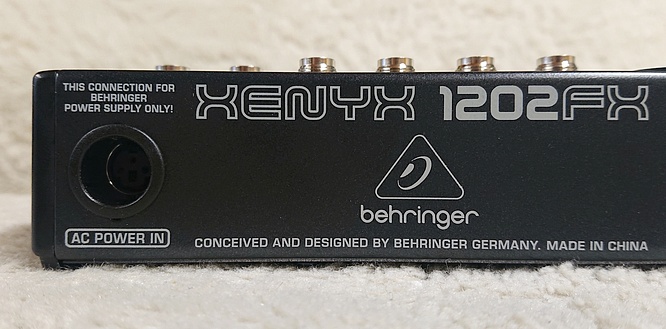 THIS CONNECTION FOR
BEHRINGER
POWER SUPPLY ONLY!
XENYX 1202FX
behringer
AC POWER IN
CONCEIVED AND DESIGNED BY BEHRINGER GERMANY. MADE IN CHINA